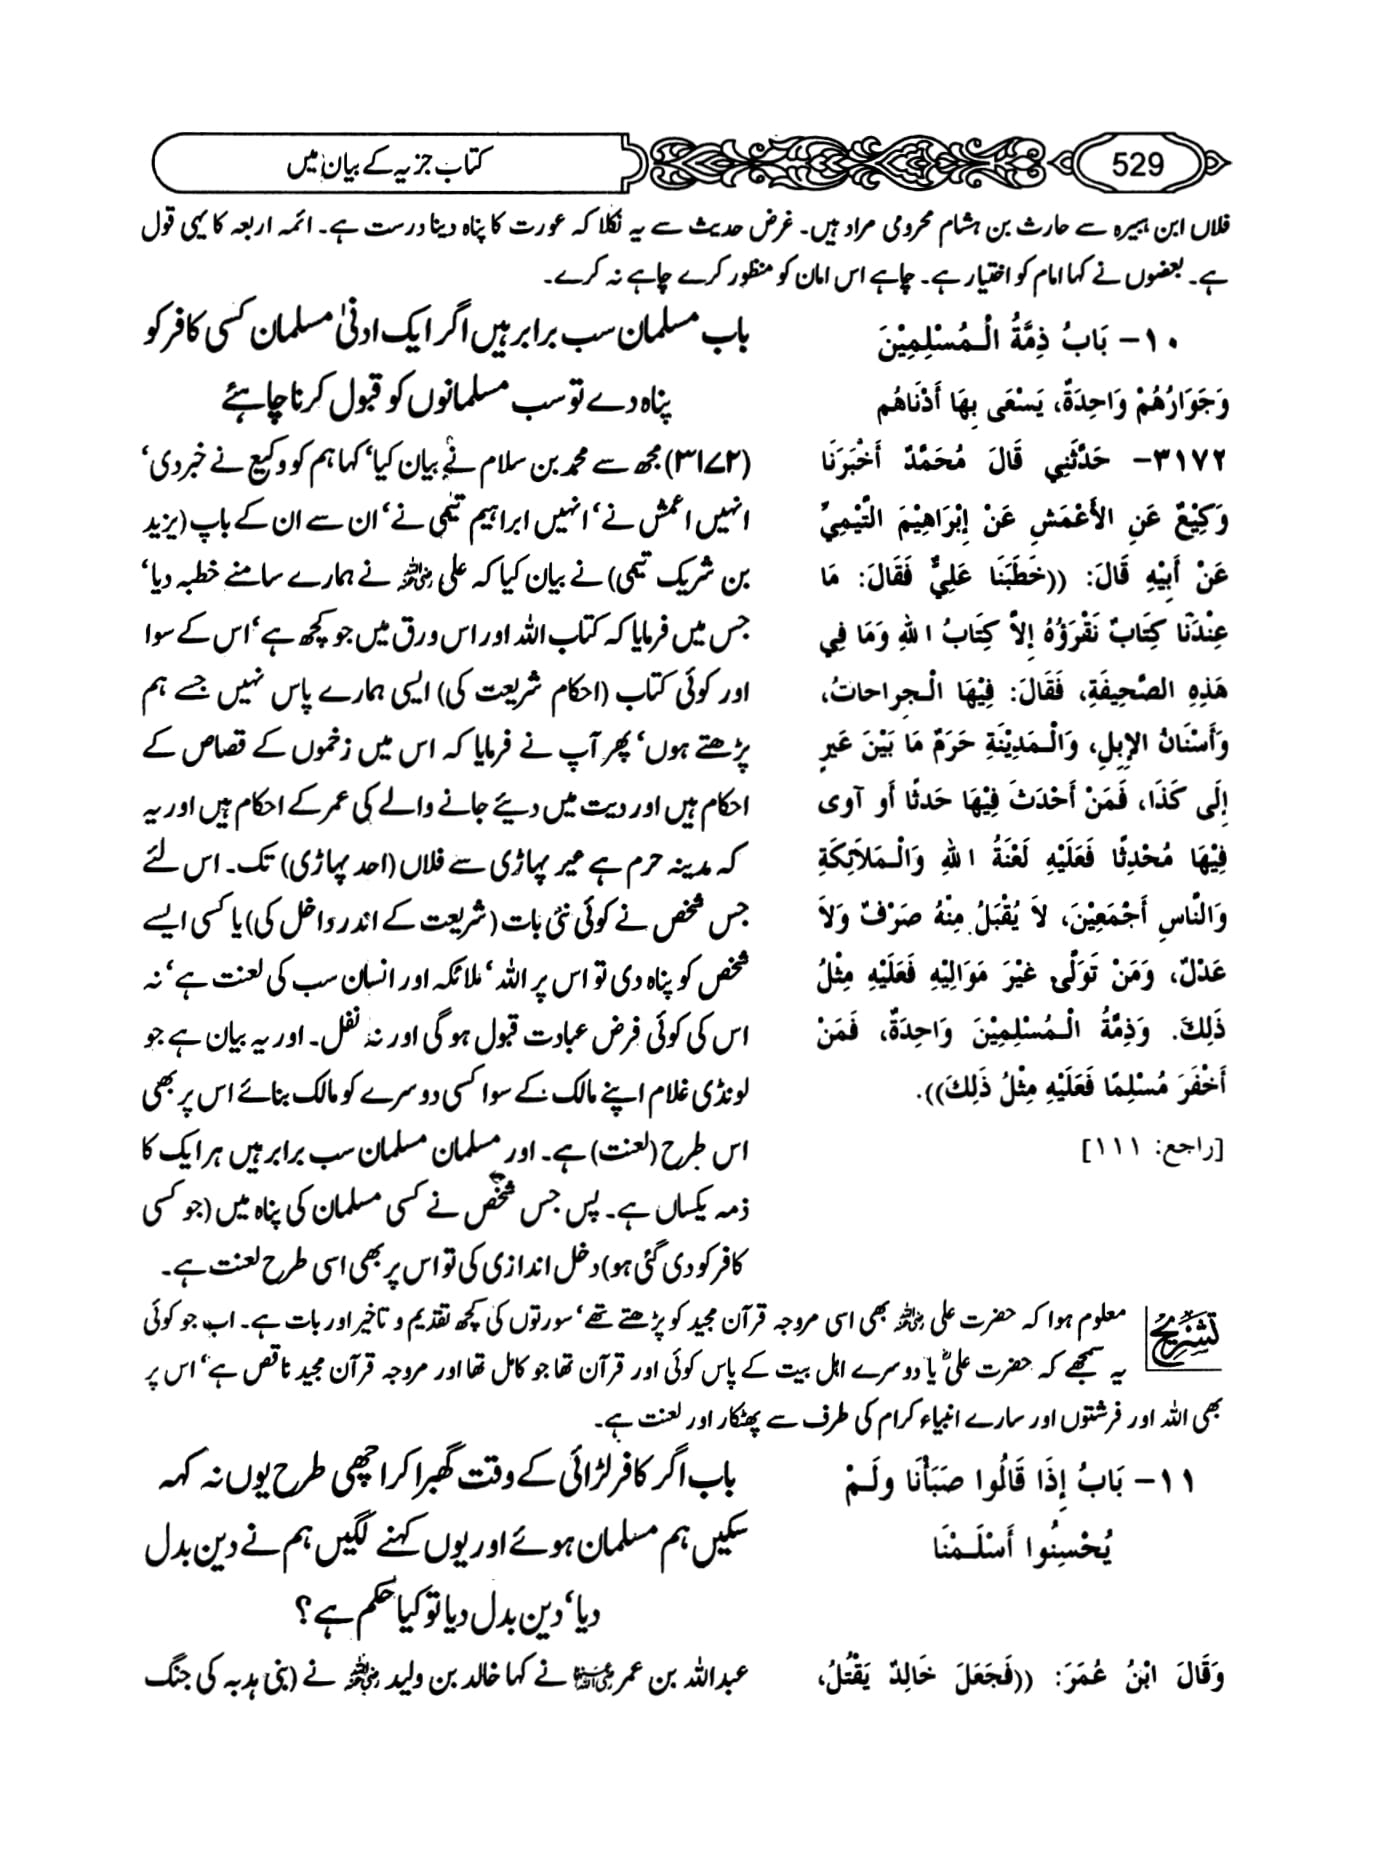 529
کتاب جزیہ کے بیان میں
فلاں ابن ہبیرہ سے حارث بن ہشام محزومی مراد ہیں۔ غرض حدیث سے یہ نکلا کہ عورت کا پناہ دینا درست ہے۔ ائمہ اربعہ کا یہی قول
ہے۔ بعضوں نے کہا امام کو اختیار ہے۔ چاہے اس امان کو منظور کرے چاہے نہ کرے۔
١٠- بَابُ ذِمَّةُ الْـمُسْلِمِيْنَ
وَجَوَارُهُمْ وَاحِدَةٌ، يَسْعَى بِهَا أَدْنَاهُم
٣١٧٢- حَدَّثَنِي قَالَ مُحَمَّدٌ أَخْبَرَنَا
وَكِيْعٌ عَنِ الأَعْمَشِ عَنْ إِبْرَاهِيْمَ التَّيْمِيِّ
عَنْ أَبِيْهِ قَالَ: ((خَطَبَنَا عَلِيٌّ فَقَالَ: مَا
عِنْدَنَا كِتَابٌ نَقْرَؤُهُ إِلاَّ كِتَابُ اللهِ وَمَا فِي
هَذِهِ الصَّحِيفَةِ، فَقَالَ: فِيْهَا الْـجِراحاتُ،
وَأَسْنَانُ الإِبِلِ، وَالْـمَدِيْنَةِ حَرَمٌ مَا بَيْنَ عَيرٍ
إِلَى كَذَا، فَمَنْ أَحْدَثَ فِيْهَا حَدثًا أَو آوى
فِيْهَا مُحْدِثًا فَعَلَيْهِ لَعْنَةُ اللهِ وَالْـمَلاَئِكَةِ
وَالنَّاسِ أَجْمَعِيْنَ، لاَ يُقْبَلُ مِنْهُ صَرْفٌ وَلاَ
عَدْلٌ، وَمَنْ تَوَلَّى غَيْرَ مَوَالِيْهِ فَعَلَيْهِ مِثْلُ
ذَلِكَ. وَذِمَّةُ الْـمُسْلِمِيْنَ وَاحِدَةٌ، فَمَنْ
أَخْفَرَ مُسْلِمًا فَعَلَيْهِ مِثْلُ ذَلِكَ)).
[راجع: ١١١]
باب مسلمان سب برابر ہیں اگر ایک ادنیٰ مسلمان کسی کافر کو
پناہ دے تو سب مسلمانوں کو قبول کرنا چاہئے
(۳۱۷۲) مجھ سے محمد بن سلام نے بیان کیا‘ کہا ہم کو وکیع نے خبر دی‘
انہیں اعمش نے‘ انہیں ابراہیم تیمی نے‘ ان سے ان کے باپ (یزید
بن شریک تیمی) نے بیان کیا کہ علی رضی اللہ عنہ نے ہمارے سامنے خطبہ دیا‘
جس میں فرمایا کہ کتاب اللہ اور اس ورق میں جو کچھ ہے‘ اس کے سوا
اور کوئی کتاب (احکام شریعت کی) ایسی ہمارے پاس نہیں جسے ہم
پڑھتے ہوں‘ پھر آپ نے فرمایا کہ اس میں زخموں کے قصاص کے
احکام ہیں اور دیت میں دیئے جانے والے کی عمر کے احکام ہیں اور یہ
کہ مدینہ حرم ہے عیر پہاڑی سے فلاں (احد پہاڑی) تک۔ اس لئے
جس شخص نے کوئی نئی بات (شریعت کے اندر داخل کی) یا کسی ایسے
شخص کو پناہ دی تو اس پر اللہ‘ ملائکہ اور انسان سب کی لعنت ہے‘ نہ
اس کی کوئی فرض عبادت قبول ہوگی اور نہ نفل۔ اور یہ بیان ہے جو
لونڈی غلام اپنے مالک کے سوا کسی دوسرے کو مالک بنائے اس پر بھی
اس طرح (لعنت) ہے۔ اور مسلمان مسلمان سب برابر ہیں ہر ایک کا
ذمہ یکساں ہے۔ پس جس شخص نے کسی مسلمان کی پناہ میں (جو کسی
کافر کو دی گئی ہو) دخل اندازی کی تو اس پر بھی اسی طرح لعنت ہے۔
تشریح معلوم ہوا کہ حضرت علی رضی اللہ عنہ بھی اسی مروجہ قرآن مجید کو پڑھتے تھے‘ سورتوں کی کچھ تقدیم و تاخیر اور بات ہے۔ اب جو کوئی
یہ سمجھے کہ حضرت علیؓ یا دوسرے اہل بیت کے پاس کوئی اور قرآن تھا جو کامل تھا اور مروجہ قرآن مجید ناقص ہے‘ اس پر
بھی اللہ اور فرشتوں اور سارے انبیاء کرام کی طرف سے پھٹکار اور لعنت ہے۔
١١- بَابُ إِذَا قَالُوا صَبَأْنَا ولَـمْ
يُحْسِنُوا أَسْلَـمْنَا
وَقَالَ ابْنُ عُمَرَ: ((فَجَعَلَ خَالِدٌ يَقْتُلُ،
باب اگر کافر لڑائی کے وقت گھبرا کر اچھی طرح یوں نہ کہہ
سکیں ہم مسلمان ہوئے اور یوں کہنے لگیں ہم نے دین بدل
دیا‘ دین بدل دیا تو کیا حکم ہے؟
عبداللہ بن عمر رضی اللہ عنہما نے کہا خالد بن ولید رضی اللہ عنہ نے (بنی ہدبہ کی جنگ